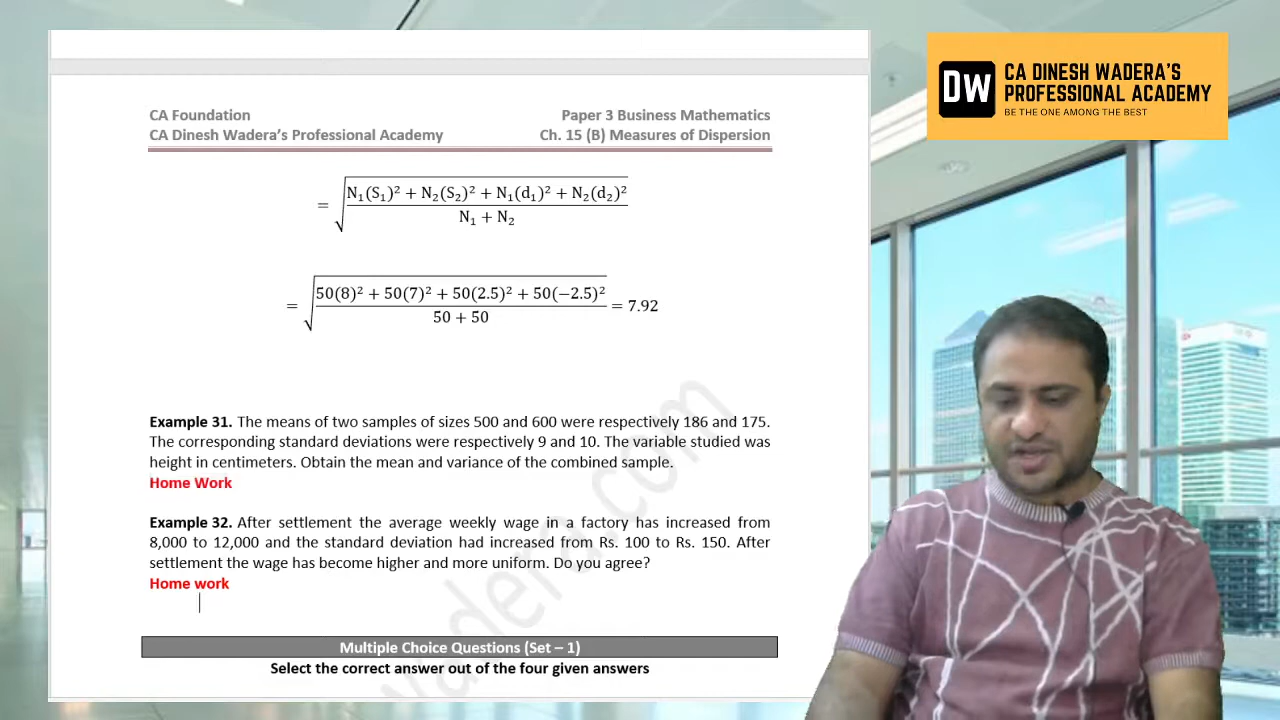 CA Foundation Paper 3 Business Mathematics
CA Dinesh Wadera's Professional Academy Ch. 15 (B) Measures of Dispersion
DW CA DINESH WADERA'S
PROFESSIONAL ACADEMY
BE THE ONE AMONG THE BEST
= √((N₁(S₁)² + N₂(S₂)² + N₁(d₁)² + N₂(d₂)²) / (N₁ + N₂))
= √((50(8)² + 50(7)² + 50(2.5)² + 50(−2.5)²) / (50 + 50)) = 7.92
Example 31. The means of two samples of sizes 500 and 600 were respectively 186 and 175.
The corresponding standard deviations were respectively 9 and 10. The variable studied was
height in centimeters. Obtain the mean and variance of the combined sample.
Home Work
Example 32. After settlement the average weekly wage in a factory has increased from
8,000 to 12,000 and the standard deviation had increased from Rs. 100 to Rs. 150. After
settlement the wage has become higher and more uniform. Do you agree?
Home work
Multiple Choice Questions (Set – 1)
Select the correct answer out of the four given answers